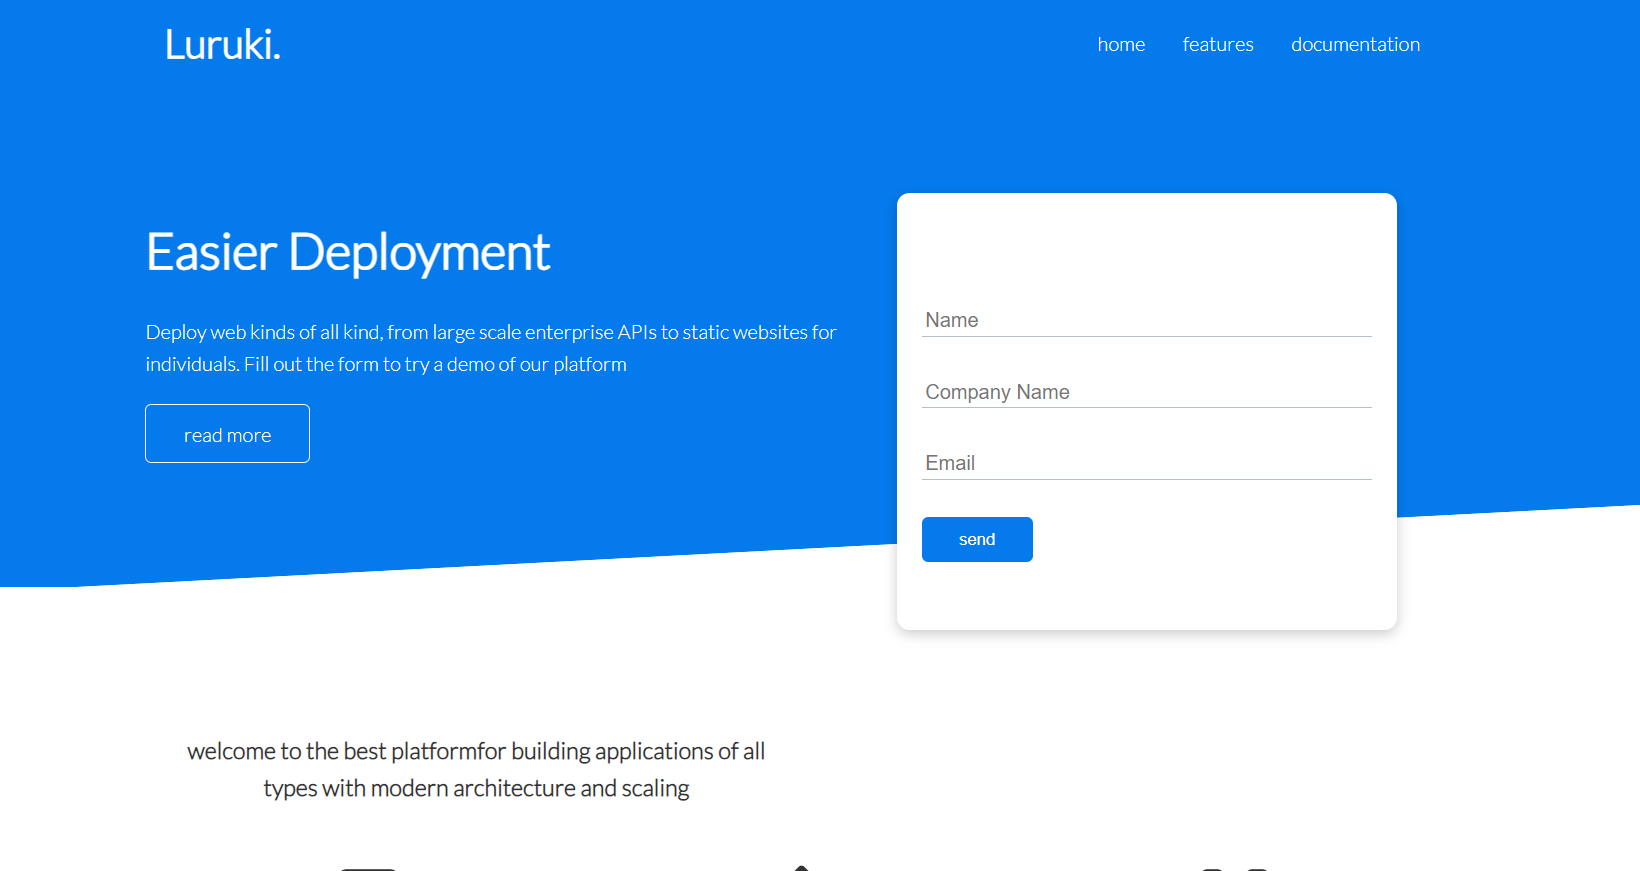 Luruki.
home features documentation
Easier Deployment
Deploy web kinds of all kind, from large scale enterprise APIs to static websites for
individuals. Fill out the form to try a demo of our platform
read more
Name
Company Name
Email
send
welcome to the best platformfor building applications of all
types with modern architecture and scaling